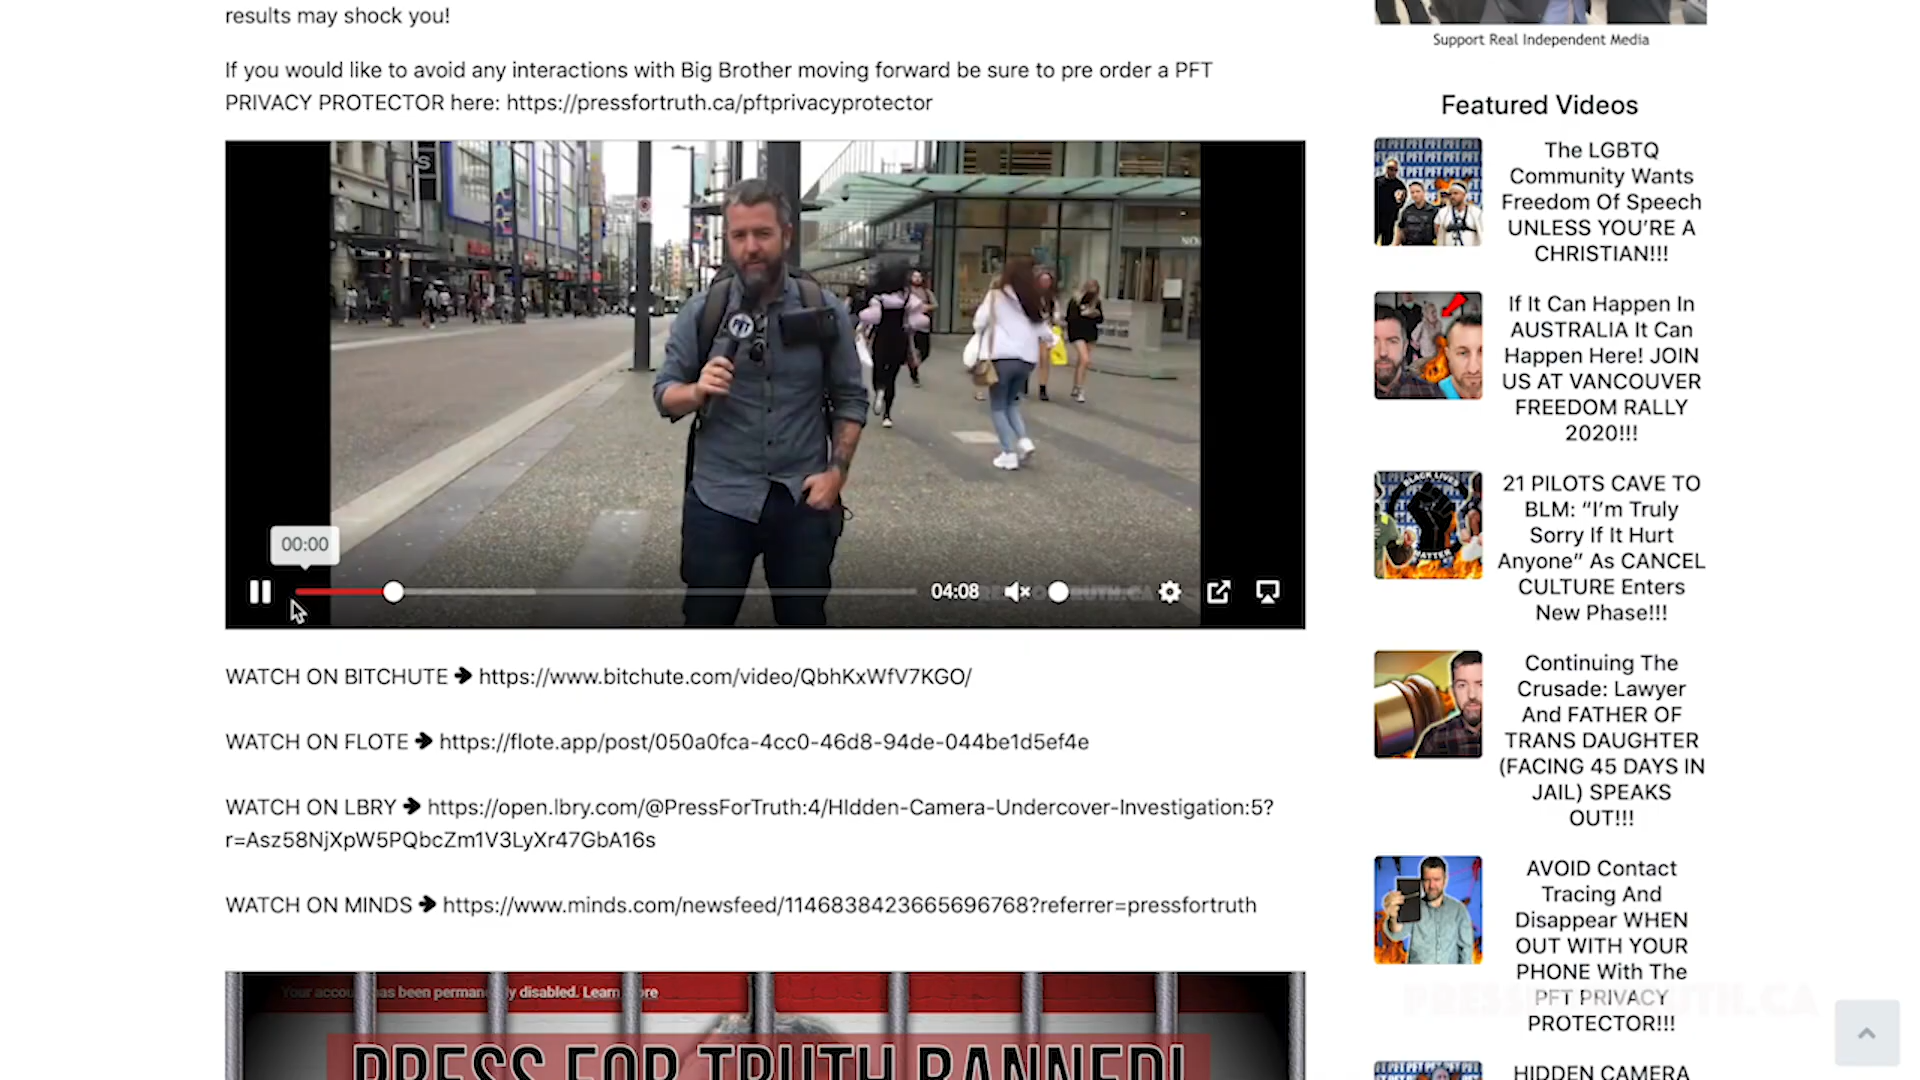 results may shock you!
If you would like to avoid any interactions with Big Brother moving forward be sure to pre order a PFT
PRIVACY PROTECTOR here: https://pressfortruth.ca/pftprivacyprotector
PFT
00:00
04:08
WATCH ON BITCHUTE 🡺 https://www.bitchute.com/video/QbhKxWfV7KGO/
WATCH ON FLOTE 🡺 https://flote.app/post/050a0fca-4cc0-46d8-94de-044be1d5ef4e
WATCH ON LBRY 🡺 https://open.lbry.com/@PressForTruth:4/HIdden-Camera-Undercover-Investigation:5?
r=Asz58NjXpW5PQbcZm1V3LyXr47GbA16s
WATCH ON MINDS 🡺 https://www.minds.com/newsfeed/1146838423665696768?referrer=pressfortruth
Your has been disabled.
PRESS FOR TRUTH BANNED!
Support Real Independent Media
Featured Videos
The LGBTQ
Community Wants
Freedom Of Speech
UNLESS YOU'RE A
CHRISTIAN!!!
If It Can Happen In
AUSTRALIA It Can
Happen Here! JOIN
US AT VANCOUVER
FREEDOM RALLY
2020!!!
21 PILOTS CAVE TO
BLM: “I'm Truly
Sorry If It Hurt
Anyone” As CANCEL
CULTURE Enters
New Phase!!!
Continuing The
Crusade: Lawyer
And FATHER OF
TRANS DAUGHTER
(FACING 45 DAYS IN
JAIL) SPEAKS
OUT!!!
AVOID Contact
Tracing And
Disappear WHEN
OUT WITH YOUR
PHONE With The
PFT PRIVACY
PROTECTOR!!!
HIDDEN CAMERA